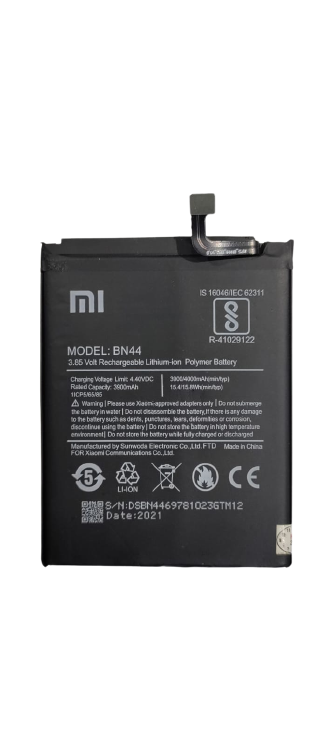 IS 16046/IEC 62311
mi
R-41029122
MODEL: BN44
3.85 Volt Rechargeable Lithium-ion Polymer Battery
Charging Voltage Limit: 4.40VDC 3900/4000mAh(min/typ)
Rated Capacity: 3900mAh 15.4/15.8Wh(min/typ)
1ICP5/65/85
Warning | Please use Xiaomi-approved adapters only | Do not submerge
the battery in water | Do not disassemble the battery,If there is any damage
to the battery such as dents, punctures, tears, deformities or corrosion,
discontinue using the battery | Do not store the battery in high temperature
environment| Do not store the battery while fully charged or discharged
Manufactured by Sunwoda Electronic Co.,Ltd. FTD Made in China
FOR Xiaomi Communications Co.,Ltd.
5 LI-ION CE
S/N:DSBN4469781023GTM12
Date:2021